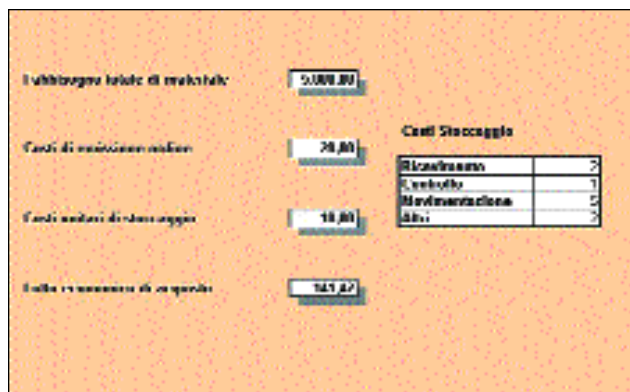 Fabbisogno totale di materiale 5.000,00
Costi di emissione ordine 20,00
Costi Stoccaggio
Ricevimento 2
Controllo 1
Movimentazione 5
Altri 2
Costi unitari di stoccaggio 10,00
Lotto economico di acquisto 141,42